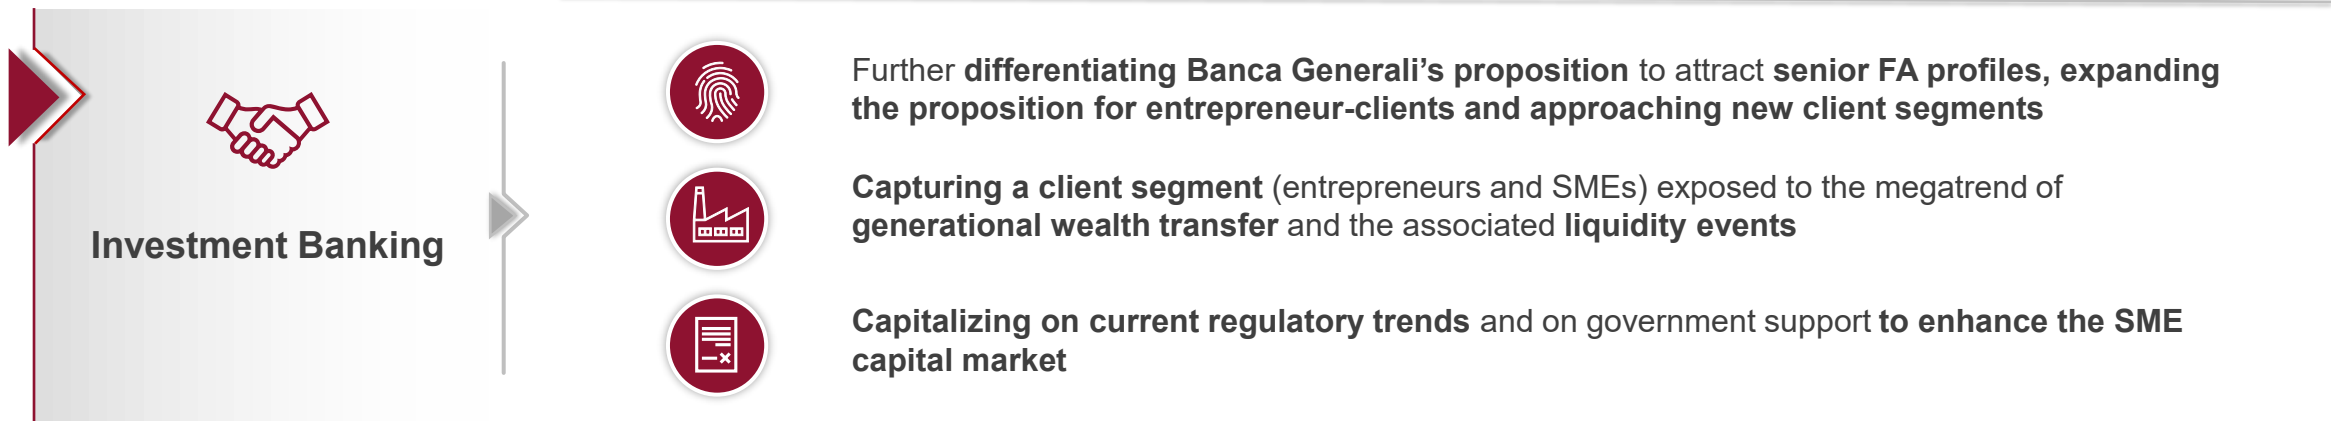 Investment Banking
Further differentiating Banca Generali’s proposition to attract senior FA profiles, expanding
the proposition for entrepreneur-clients and approaching new client segments
Capturing a client segment (entrepreneurs and SMEs) exposed to the megatrend of
generational wealth transfer and the associated liquidity events
Capitalizing on current regulatory trends and on government support to enhance the SME
capital market